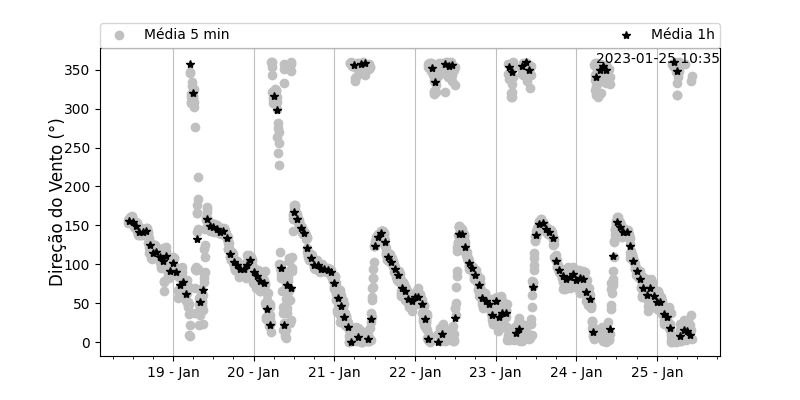 Média 5 min
Média 1h
2023-01-25 10:35
Direção do Vento (°)
350
300
250
200
150
100
50
0
19 - Jan
20 - Jan
21 - Jan
22 - Jan
23 - Jan
24 - Jan
25 - Jan